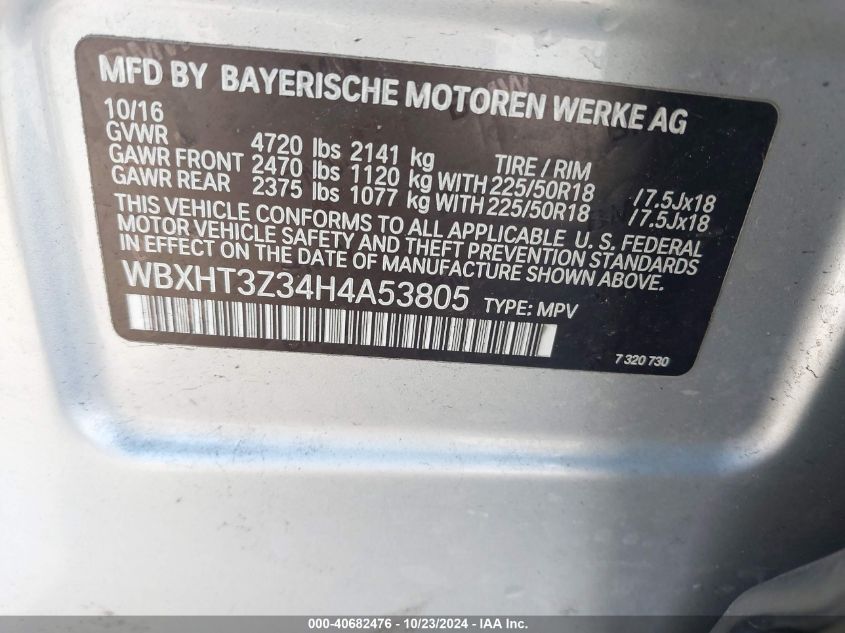 MFD BY BAYERISCHE MOTOREN WERKE AG
10/16
GVWR 4720 lbs 2141 kg TIRE / RIM
GAWR FRONT 2470 lbs 1120 kg WITH 225/50R18 /7.5Jx18
GAWR REAR 2375 lbs 1077 kg WITH 225/50R18 /7.5Jx18
THIS VEHICLE CONFORMS TO ALL APPLICABLE U. S. FEDERAL
MOTOR VEHICLE SAFETY AND THEFT PREVENTION STANDARDS
IN EFFECT ON THE DATE OF MANUFACTURE SHOWN ABOVE.
WBXHT3Z34H4A53805 TYPE: MPV
7 320 730
000-40682476 - 10/23/2024 - IAA Inc.